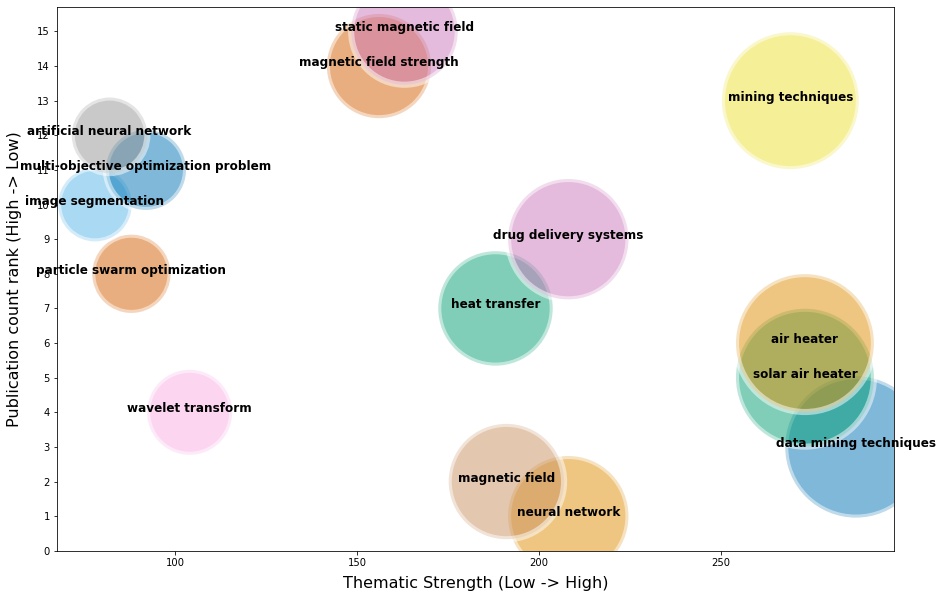 static magnetic field
magnetic field strength
mining techniques
artificial neural network
multi-objective optimization problem
image segmentation
drug delivery systems
particle swarm optimization
heat transfer
air heater
solar air heater
wavelet transform
data mining techniques
magnetic field
neural network
Publication count rank (High -> Low)
15
14
13
12
11
10
9
8
7
6
5
4
3
2
1
0
100
150
200
250
Thematic Strength (Low -> High)